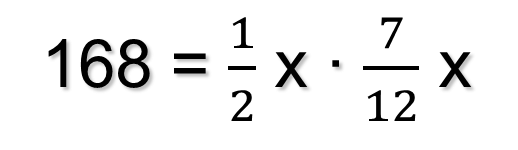 168 = 1/2 x · 7/12 x